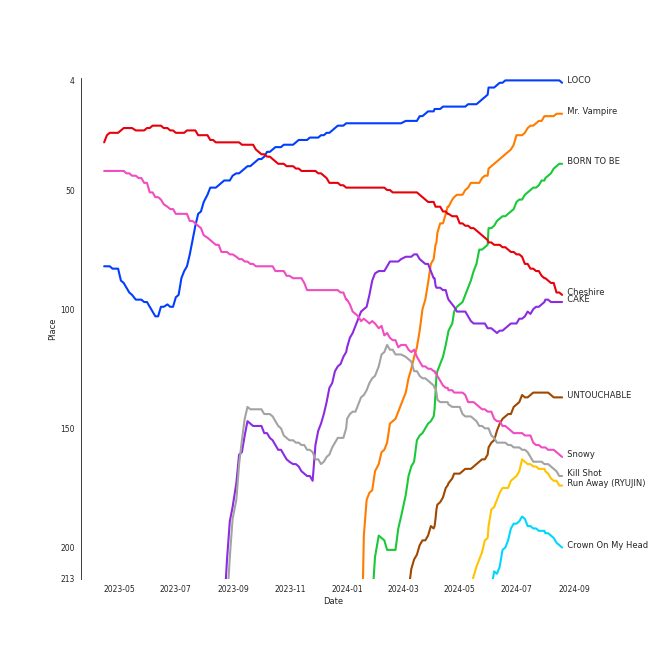 4
50
100
150
200
213
Place
2023-05
2023-07
2023-09
2023-11
2024-01
2024-03
2024-05
2024-07
2024-09
Date
LOCO
Mr. Vampire
BORN TO BE
Cheshire
CAKE
UNTOUCHABLE
Snowy
Kill Shot
Run Away (RYUJIN)
Crown On My Head